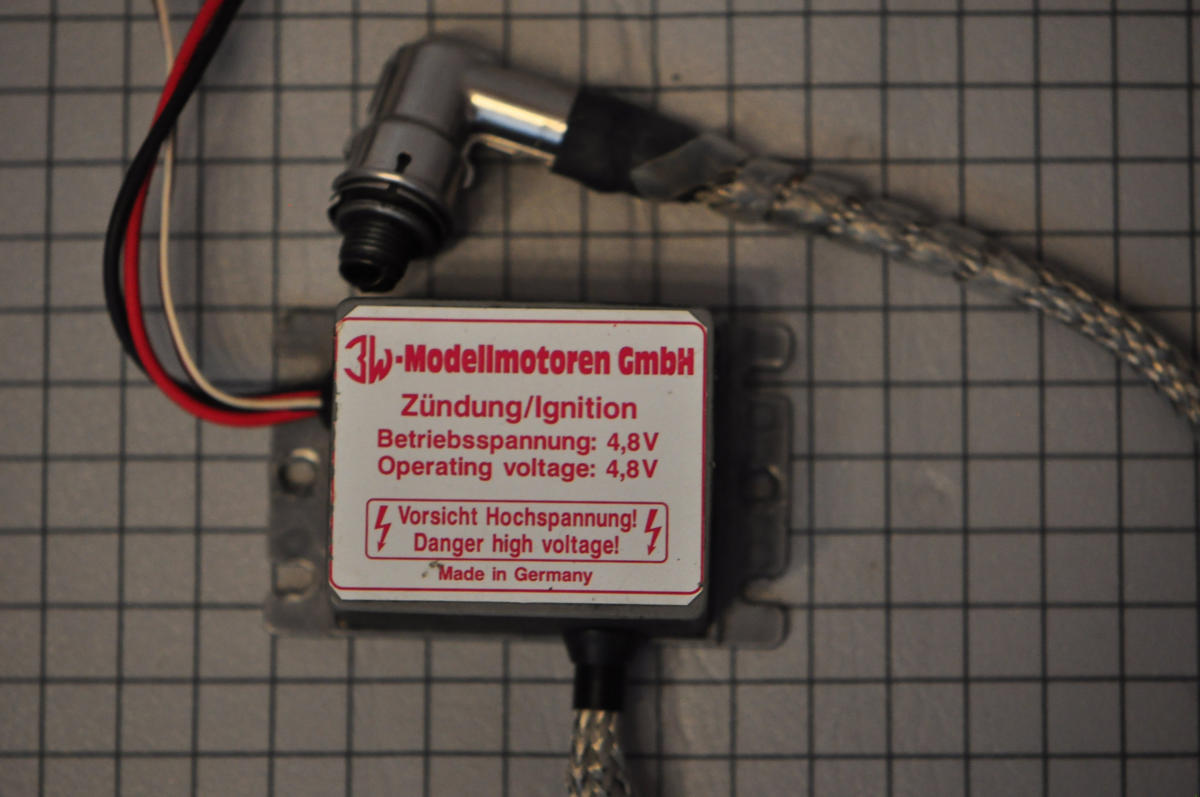 3W-Modellmotoren GmbH
Zündung/Ignition
Betriebsspannung: 4,8V
Operating voltage: 4,8V
Vorsicht Hochspannung!
Danger high voltage!
Made in Germany